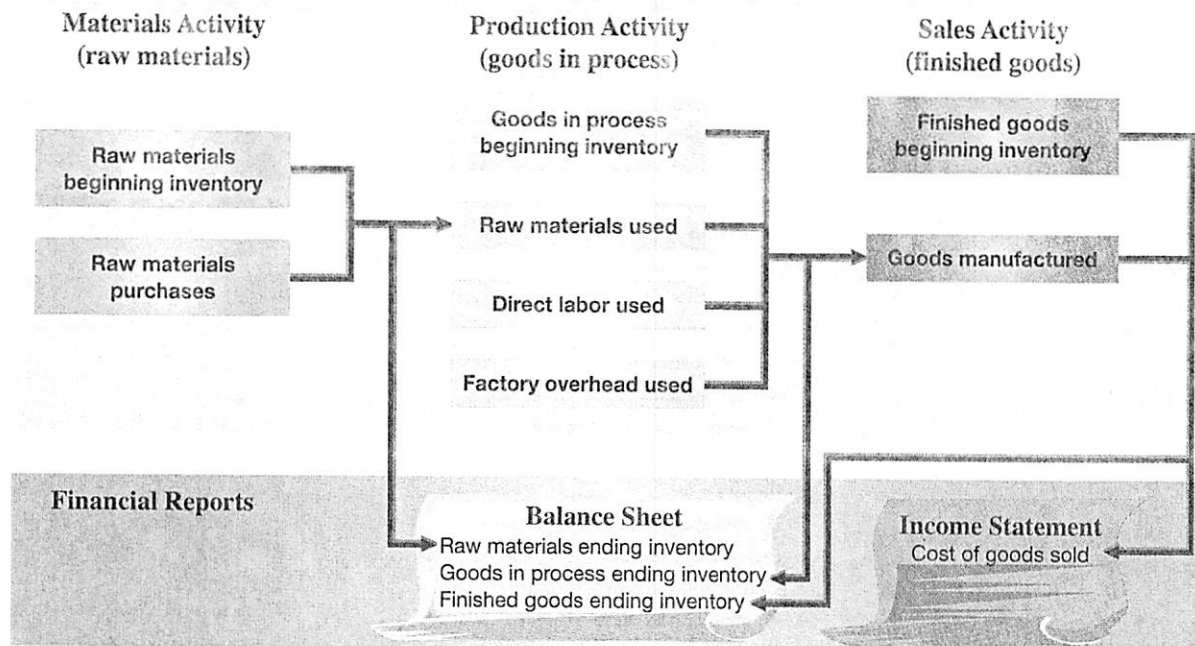 Materials Activity
(raw materials)
Production Activity
(goods in process)
Sales Activity
(finished goods)
Raw materials
beginning inventory
Raw materials
purchases
Goods in process
beginning inventory
Raw materials used
Direct labor used
Factory overhead used
Finished goods
beginning inventory
Goods manufactured
Financial Reports
Balance Sheet
Raw materials ending inventory
Goods in process ending inventory
Finished goods ending inventory
Income Statement
Cost of goods sold